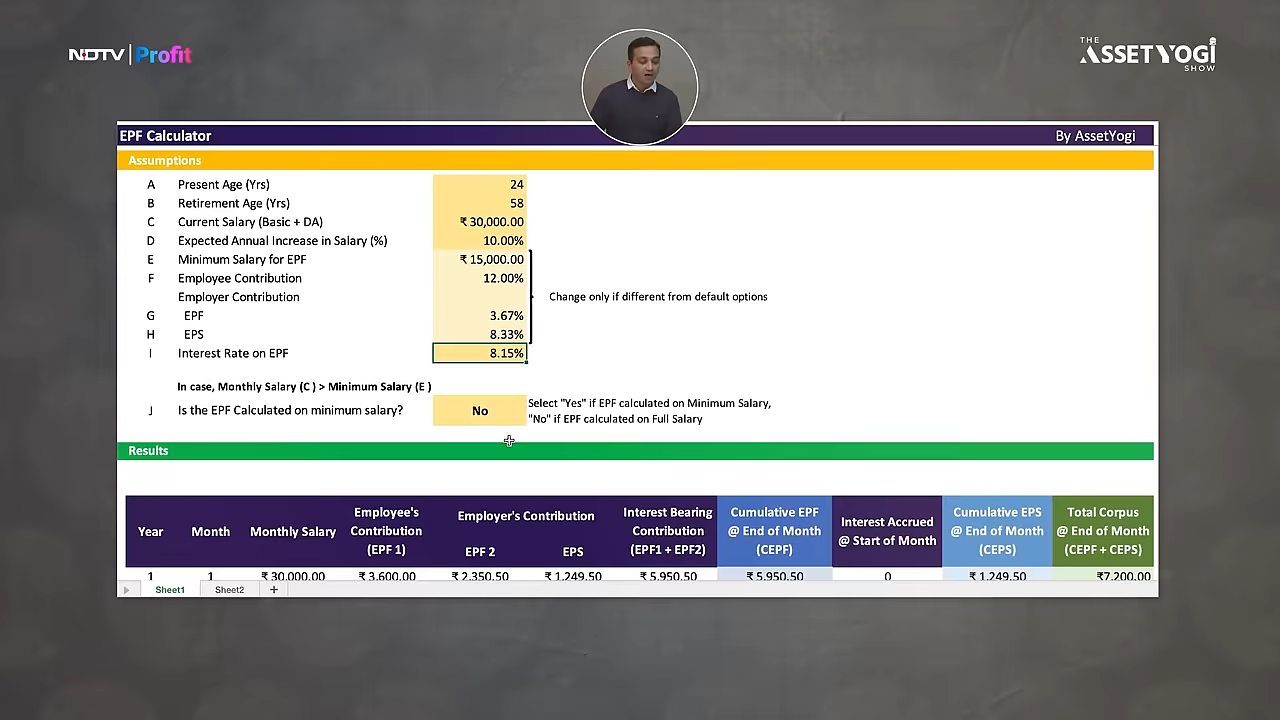 NDTV | Profit
THE
ASSETYOGI
SHOW
EPF Calculator By AssetYogi
Assumptions
A Present Age (Yrs) 24
B Retirement Age (Yrs) 58
C Current Salary (Basic + DA) ₹ 30,000.00
D Expected Annual Increase in Salary (%) 10.00%
E Minimum Salary for EPF ₹ 15,000.00
F Employee Contribution 12.00%
Employer Contribution Change only if different from default options
G EPF 3.67%
H EPS 8.33%
I Interest Rate on EPF 8.15%
In case, Monthly Salary (C ) > Minimum Salary (E )
J Is the EPF Calculated on minimum salary? No
Select "Yes" if EPF calculated on Minimum Salary,
"No" if EPF calculated on Full Salary
Results
Year
Month
Monthly Salary
Employee's
Contribution
(EPF 1)
Employer's Contribution
EPF 2 EPS
Interest Bearing
Contribution
(EPF1 + EPF2)
Cumulative EPF
@ End of Month
(CEPF)
Interest Accrued
@ Start of Month
Cumulative EPS
@ End of Month
(CEPS)
Total Corpus
@ End of Month
(CEPF + CEPS)
1 1 ₹ 30,000.00 ₹ 3,600.00 ₹ 2,350.50 ₹ 1,249.50 ₹ 5,950.50 ₹ 5,950.50 0 ₹ 1,249.50 ₹7,200.00
Sheet1 Sheet2 +